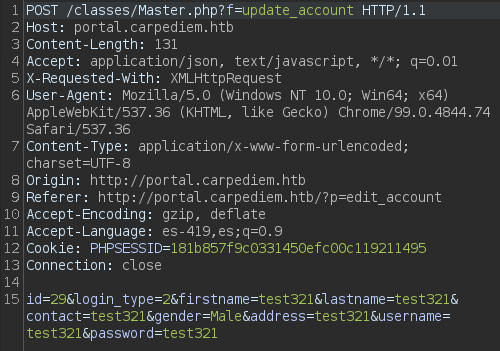 1 POST /classes/Master.php?f=update_account HTTP/1.1
2 Host: portal.carpediem.htb
3 Content-Length: 131
4 Accept: application/json, text/javascript, */*; q=0.01
5 X-Requested-With: XMLHttpRequest
6 User-Agent: Mozilla/5.0 (Windows NT 10.0; Win64; x64)
AppleWebKit/537.36 (KHTML, like Gecko) Chrome/99.0.4844.74
Safari/537.36
7 Content-Type: application/x-www-form-urlencoded;
charset=UTF-8
8 Origin: http://portal.carpediem.htb
9 Referer: http://portal.carpediem.htb/?p=edit_account
10 Accept-Encoding: gzip, deflate
11 Accept-Language: es-419,es;q=0.9
12 Cookie: PHPSESSID=181b857f9c0331450efc00c119211495
13 Connection: close
14
15 id=29&login_type=2&firstname=test321&lastname=test321&
contact=test321&gender=Male&address=test321&username=
test321&password=test321